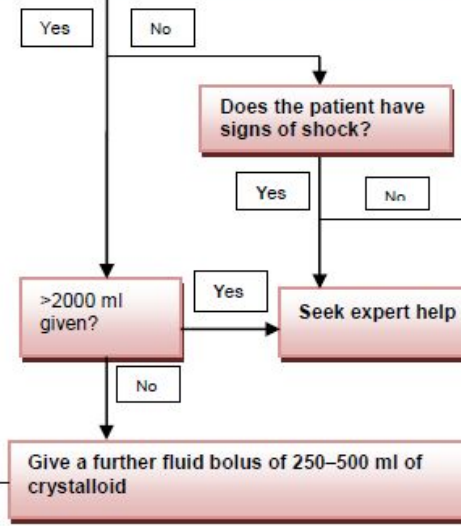 Yes
No
Does the patient have
signs of shock?
Yes
No
>2000 ml
given?
Yes
Seek expert help
No
Give a further fluid bolus of 250–500 ml of
crystalloid